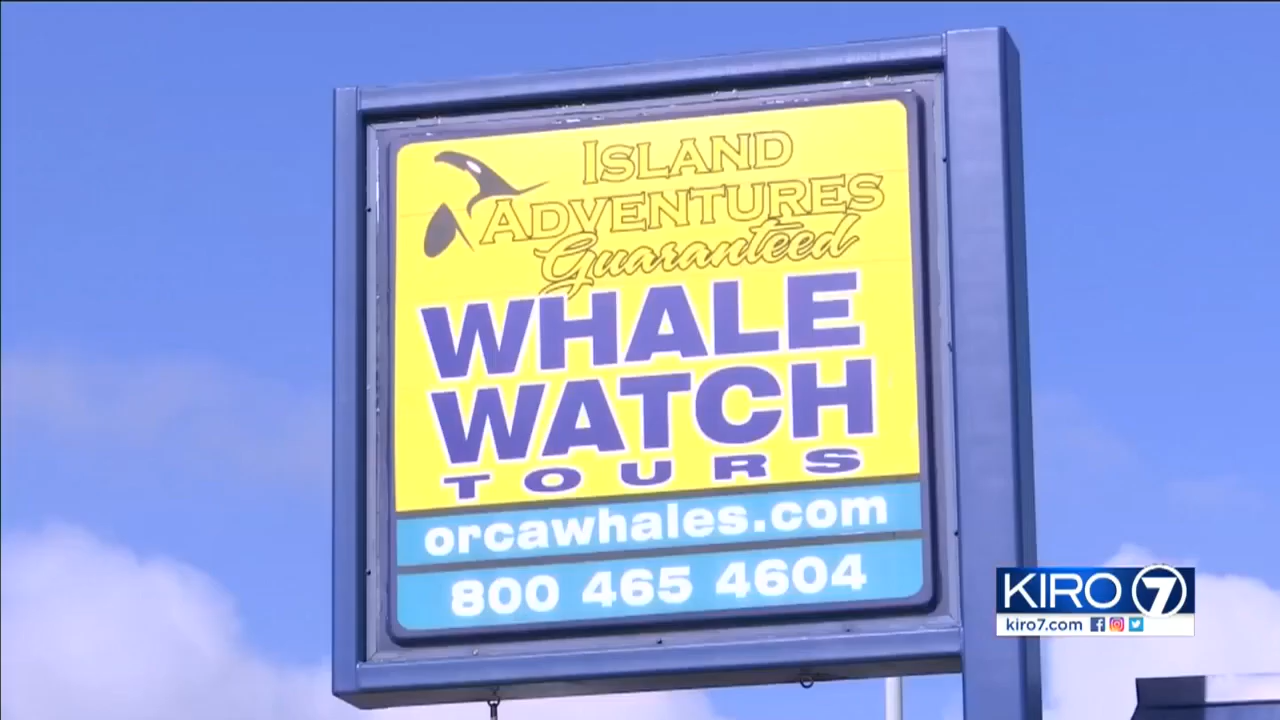 ISLAND
ADVENTURES
Guaranteed
WHALE
WATCH
TOURS
orcawhales.com
800 465 4604
KIRO 7
kiro7.com